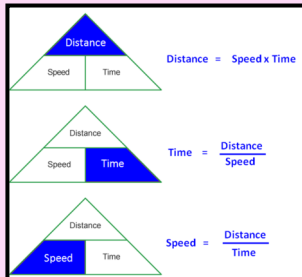 Distance
Speed Time
Distance = Speed x Time
Distance
Speed Time
Time = Distance
Speed
Distance
Speed Time
Speed = Distance
Time